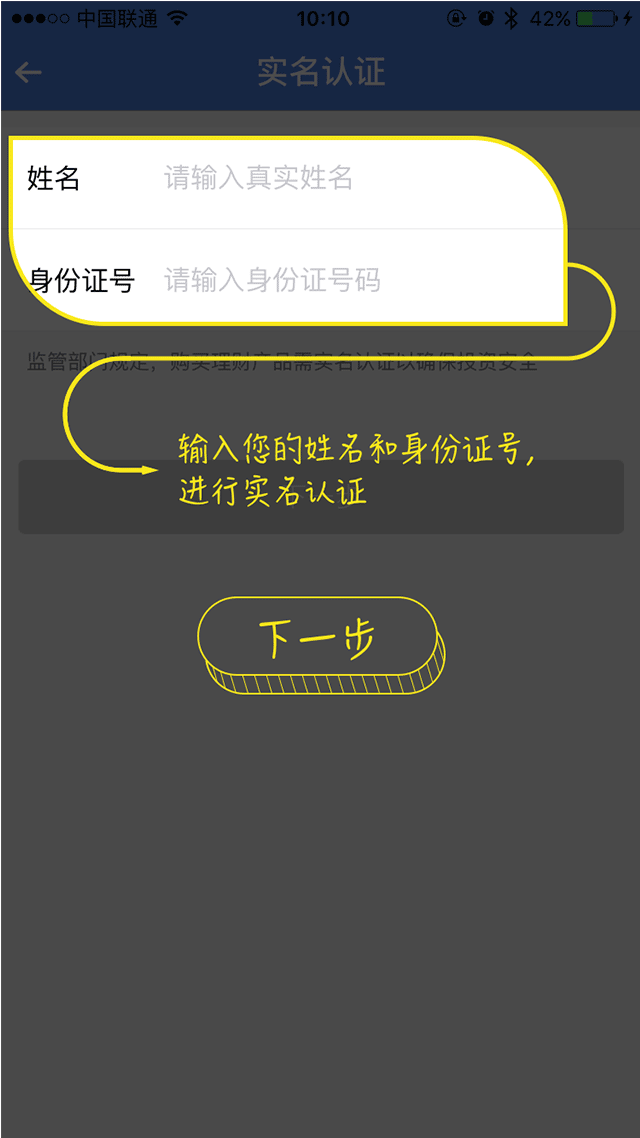 中国联通 10:10 42%
实名认证
姓名 请输入真实姓名
身份证号 请输入身份证号码
监管部门规定，购买理财产品需实名认证以确保投资安全
输入您的姓名和身份证号,
进行实名认证
下一步